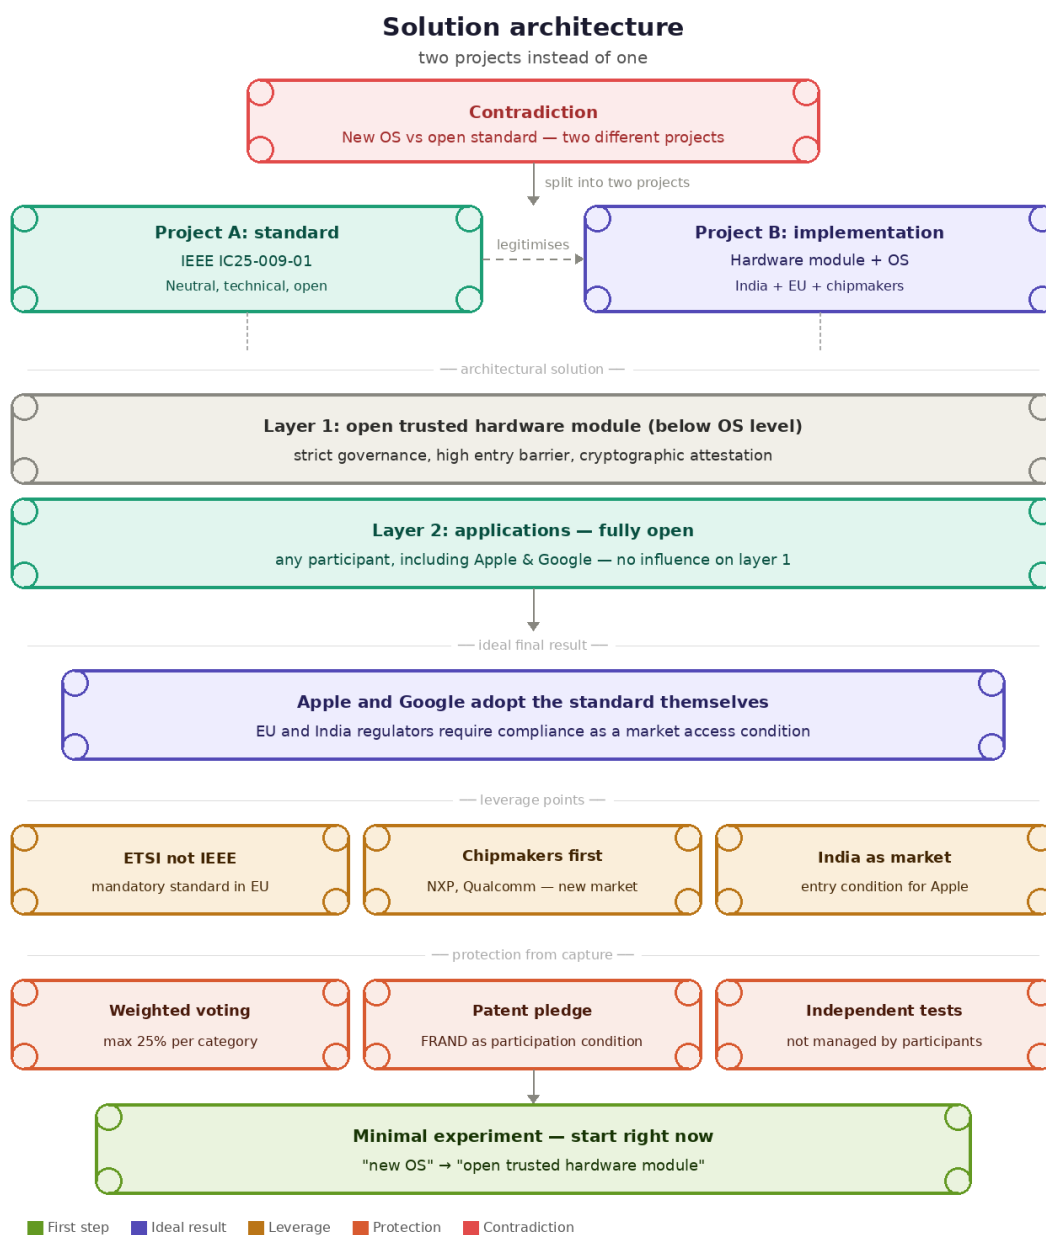 Solution architecture
two projects instead of one
Contradiction
New OS vs open standard — two different projects
split into two projects
Project A: standard
IEEE IC25-009-01
Neutral, technical, open
legitimises
Project B: implementation
Hardware module + OS
India + EU + chipmakers
— architectural solution —
Layer 1: open trusted hardware module (below OS level)
strict governance, high entry barrier, cryptographic attestation
Layer 2: applications — fully open
any participant, including Apple & Google — no influence on layer 1
— ideal final result —
Apple and Google adopt the standard themselves
EU and India regulators require compliance as a market access condition
— leverage points —
ETSI not IEEE
mandatory standard in EU
Chipmakers first
NXP, Qualcomm — new market
India as market
entry condition for Apple
— protection from capture —
Weighted voting
max 25% per category
Patent pledge
FRAND as participation condition
Independent tests
not managed by participants
Minimal experiment — start right now
"new OS" → "open trusted hardware module"
First step
Ideal result
Leverage
Protection
Contradiction